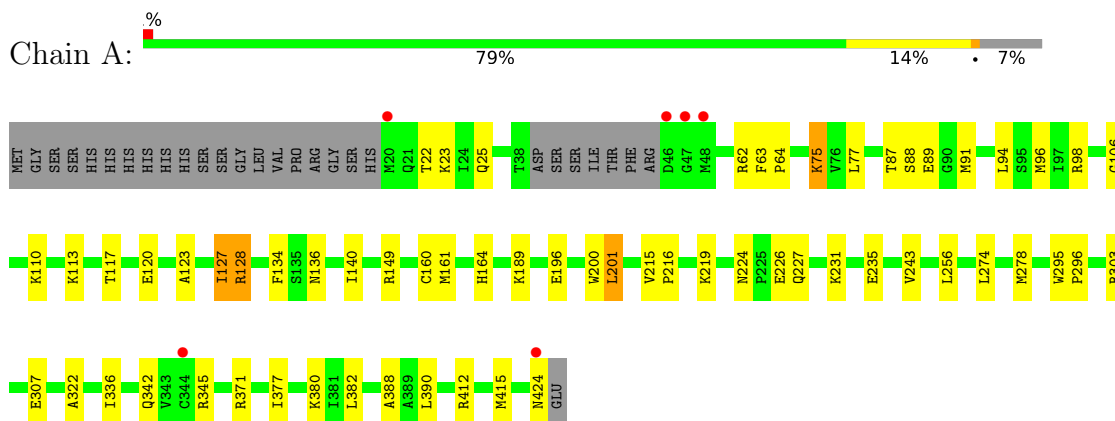 .%
Chain A:
79% 14% • 7%
MET GLY SER SER HIS HIS HIS HIS HIS HIS SER SER GLY LEU VAL PRO ARG GLY SER HIS M20 Q21 T22 K23 I24 Q25 T38 ASP SER SER ILE THR PHE ARG D46 G47 M48 R62 F63 P64 K75 V76 L77 T87 S88 E89 G90 M91 L94 S95 M96 I97 R98
K110 K113 T117 E120 A123 I127 R128 F134 S135 N136 I140 R149 C160 M161 H164 K189 E196 W200 L201 V215 P216 K219 N224 P225 E226 Q227 K231 E235 V243 L256 L274 M278 W295 P296
E307 A322 I336 Q342 V343 C344 R345 R371 I377 K380 I381 L382 A388 A389 L390 R412 M415 N424 GLU